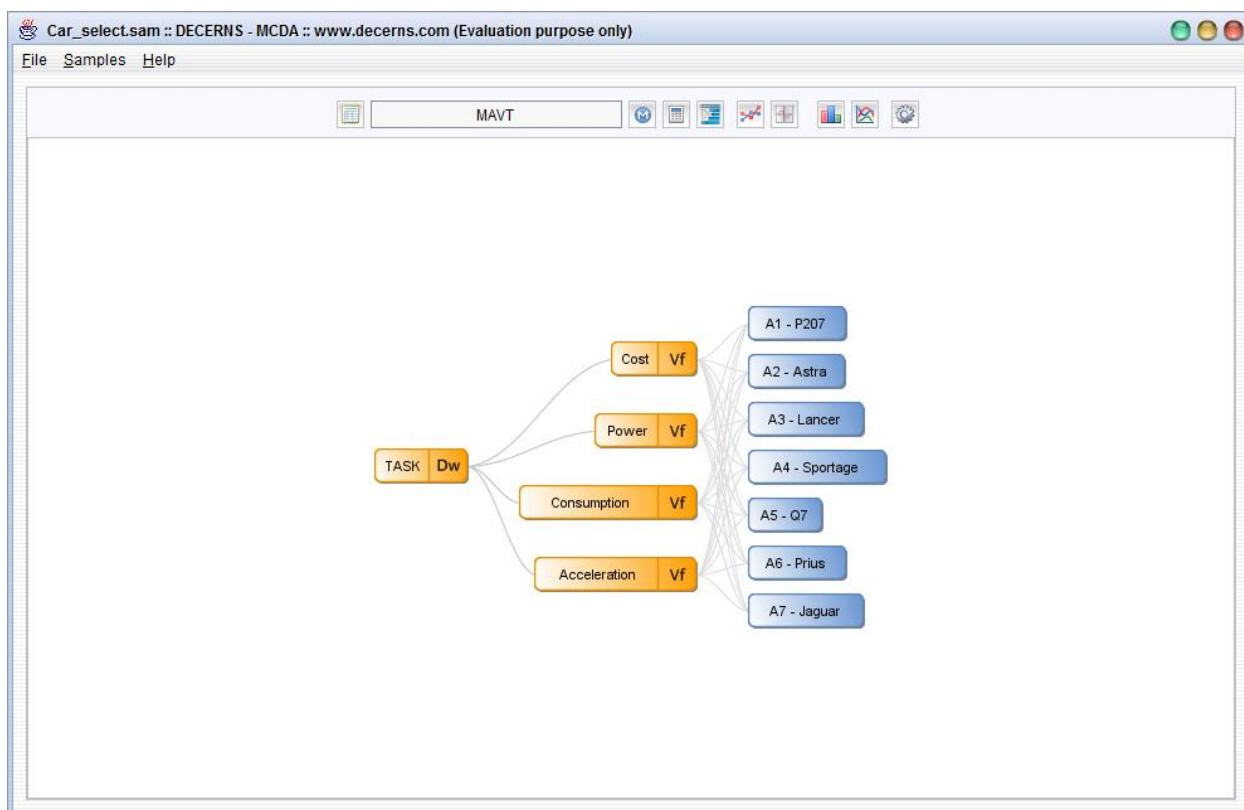 Car_select.sam :: DECERNS - MCDA :: www.decerns.com (Evaluation purpose only)
File Samples Help
MAVT
TASK Dw
Cost Vf
Power Vf
Consumption Vf
Acceleration Vf
A1 - P207
A2 - Astra
A3 - Lancer
A4 - Sportage
A5 - Q7
A6 - Prius
A7 - Jaguar